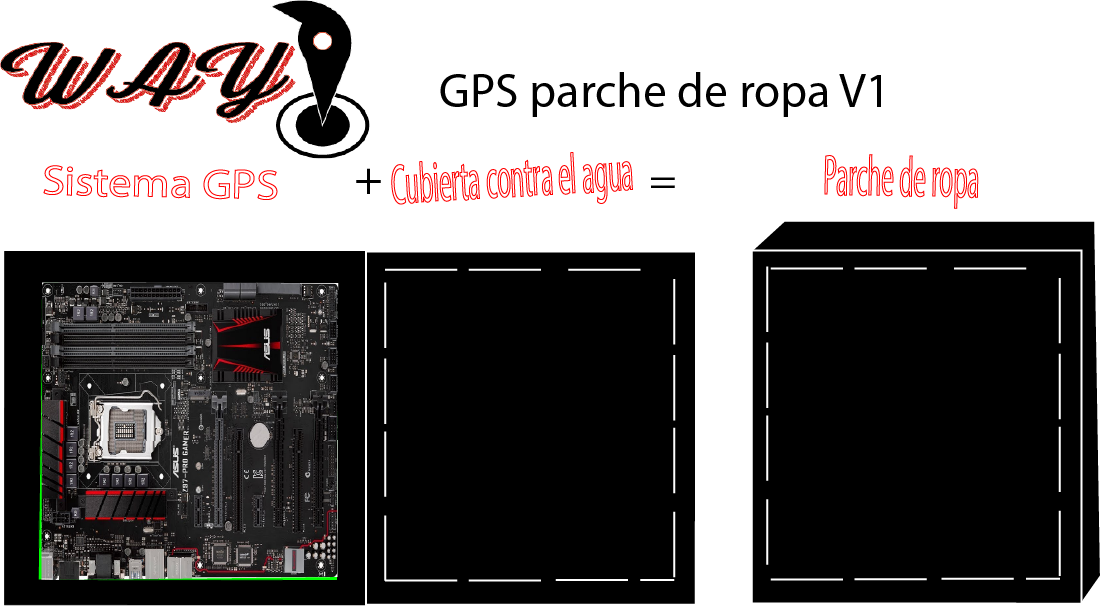 WAY
GPS parche de ropa V1
Sistema GPS + Cubierta contra el agua = Parche de ropa
ASUS
ASUS
Z87-PRO GAMER